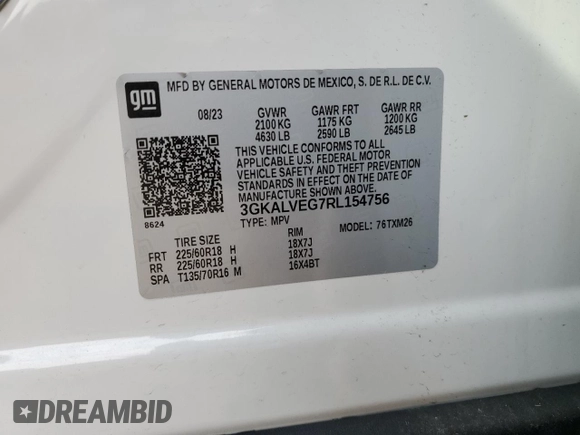 gm
MFD BY GENERAL MOTORS DE MEXICO, S. DE R.L. DE C.V.
08/23 GVWR GAWR FRT GAWR RR
2100 KG 1175 KG 1200 KG
4630 LB 2590 LB 2645 LB
THIS VEHICLE CONFORMS TO ALL
APPLICABLE U.S. FEDERAL MOTOR
VEHICLE SAFETY AND THEFT PREVENTION
STANDARDS IN EFFECT ON THE DATE OF
MANUFACTURE SHOWN ABOVE.
3GKALVEG7RL154756
8624
TYPE: MPV MODEL: 76TXM26
TIRE SIZE RIM
FRT 225/60R18 H 18X7J
RR 225/60R18 H 18X7J
SPA T135/70R16 M 16X4BT
DREAMBID